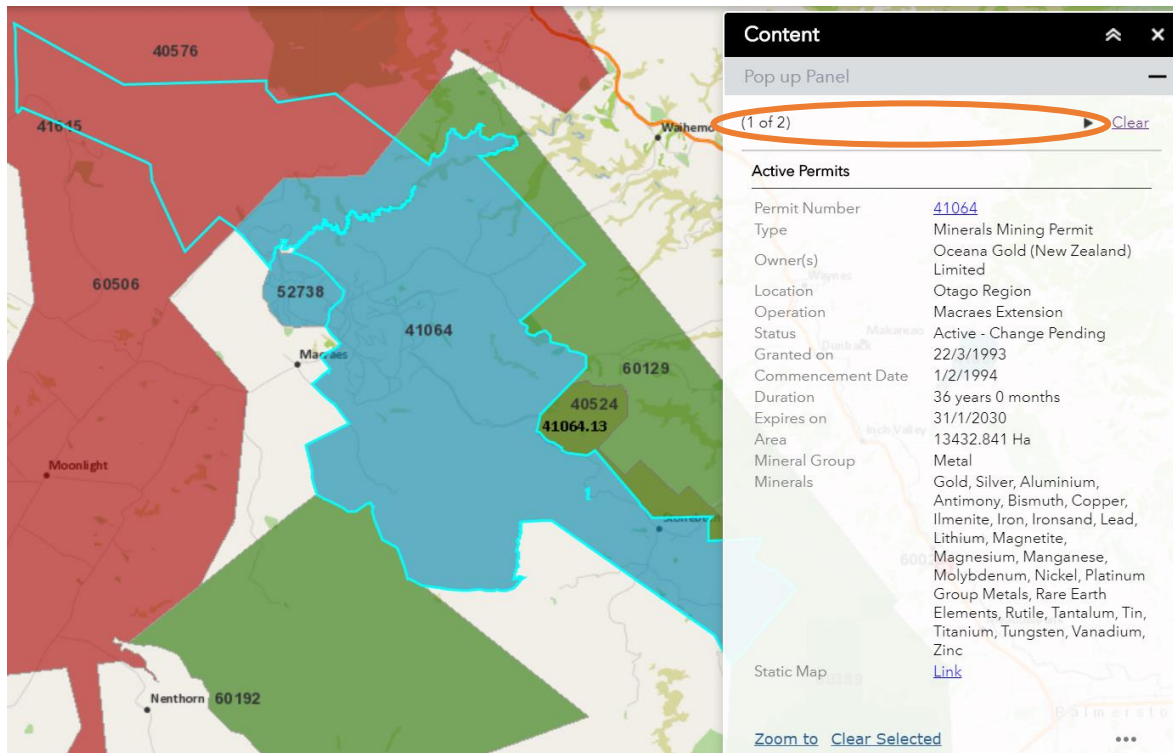 40576
41615
Waihemo
60506
52738
41064
Macraes
60129
40524
41064.13
Moonlight
1
Nenthorn
60192
Content
Pop up Panel
(1 of 2)
Clear
Active Permits
Permit Number 41064
Type Minerals Mining Permit
Owner(s) Oceana Gold (New Zealand)
Limited
Location Otago Region
Operation Macraes Extension
Status Active - Change Pending
Granted on 22/3/1993
Commencement Date 1/2/1994
Duration 36 years 0 months
Expires on 31/1/2030
Area 13432.841 Ha
Mineral Group Metal
Minerals Gold, Silver, Aluminium,
Antimony, Bismuth, Copper,
Ilmenite, Iron, Ironsand, Lead,
Lithium, Magnetite,
Magnesium, Manganese,
Molybdenum, Nickel, Platinum
Group Metals, Rare Earth
Elements, Rutile, Tantalum, Tin,
Titanium, Tungsten, Vanadium,
Zinc
Static Map Link
Zoom to Clear Selected